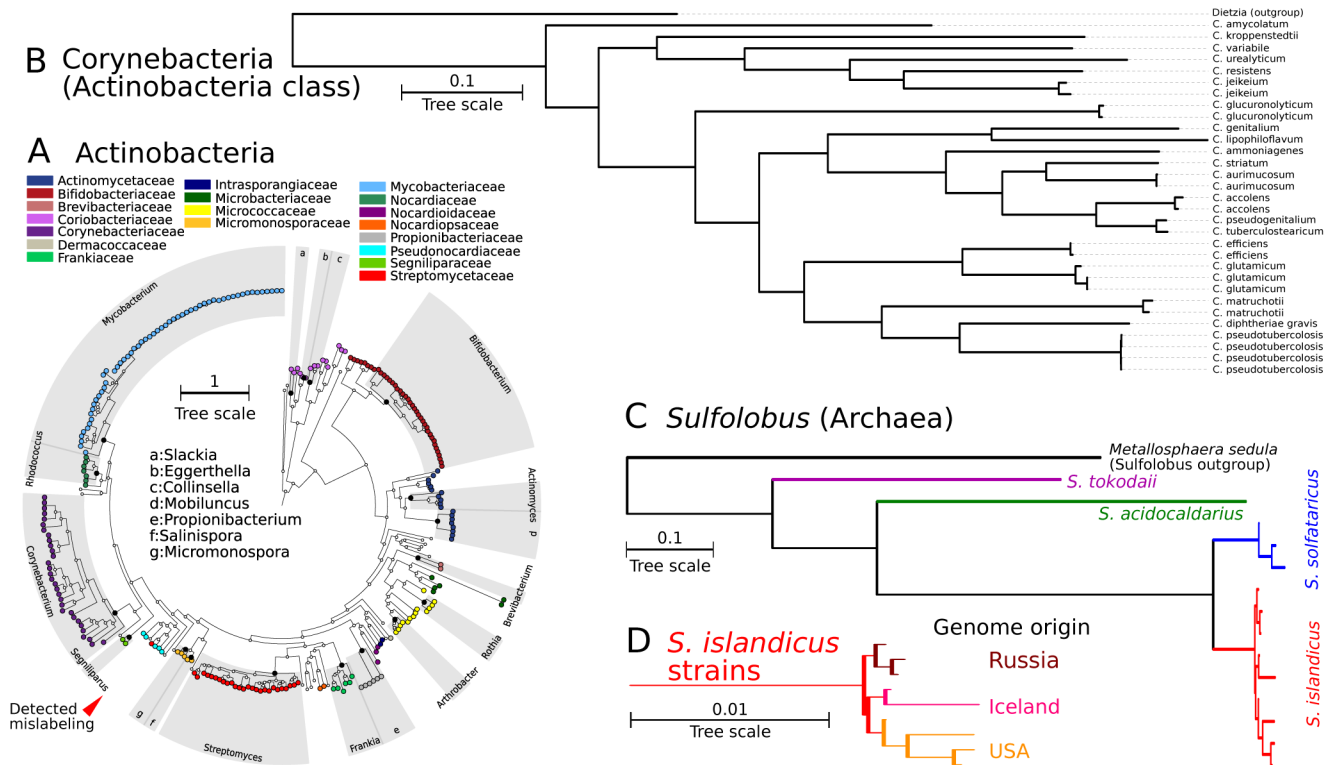 B Corynebacteria
(Actinobacteria class)
0.1
Tree scale
Dietzia (outgroup)
C. amycolatum
C. kroppenstedtii
C. variabile
C. urealyticum
C. resistens
C. jeikeium
C. jeikeium
C. glucuronolyticum
C. glucuronolyticum
C. genitalium
C. lipophiloflavum
C. ammoniagenes
C. striatum
C. aurimucosum
C. aurimucosum
C. accolens
C. accolens
C. pseudogenitalium
C. tuberculostearicum
C. efficiens
C. efficiens
C. glutamicum
C. glutamicum
C. glutamicum
C. matruchotii
C. matruchotii
C. diphtheriae gravis
C. pseudotubercolosis
C. pseudotubercolosis
C. pseudotubercolosis
C. pseudotubercolosis
A Actinobacteria
Actinomycetaceae
Bifidobacteriaceae
Brevibacteriaceae
Coriobacteriaceae
Corynebacteriaceae
Dermacoccaceae
Frankiaceae
Intrasporangiaceae
Microbacteriaceae
Micrococcaceae
Micromonosporaceae
Mycobacteriaceae
Nocardiaceae
Nocardioidaceae
Nocardiopsaceae
Propionibacteriaceae
Pseudonocardiaceae
Segniliparaceae
Streptomycetaceae
a
b
c
Mycobacterium
Bifidobacterium
1
Tree scale
a:Slackia
b:Eggerthella
c:Collinsella
d:Mobiluncus
e:Propionibacterium
f:Salinispora
g:Micromonospora
Rhodococcus
Actinomyces
d
Corynebacterium
Brevibacterium
Rothia
Arthrobacter
Segniliparus
Detected
mislabeling
g
f
Streptomyces
Frankia
e
C Sulfolobus (Archaea)
Metallosphaera sedula
(Sulfolobus outgroup)
S. tokodaii
S. acidocaldarius
0.1
Tree scale
S. solfataricus
S. islandicus
D S. islandicus
strains
Genome origin
Russia
Iceland
USA
0.01
Tree scale